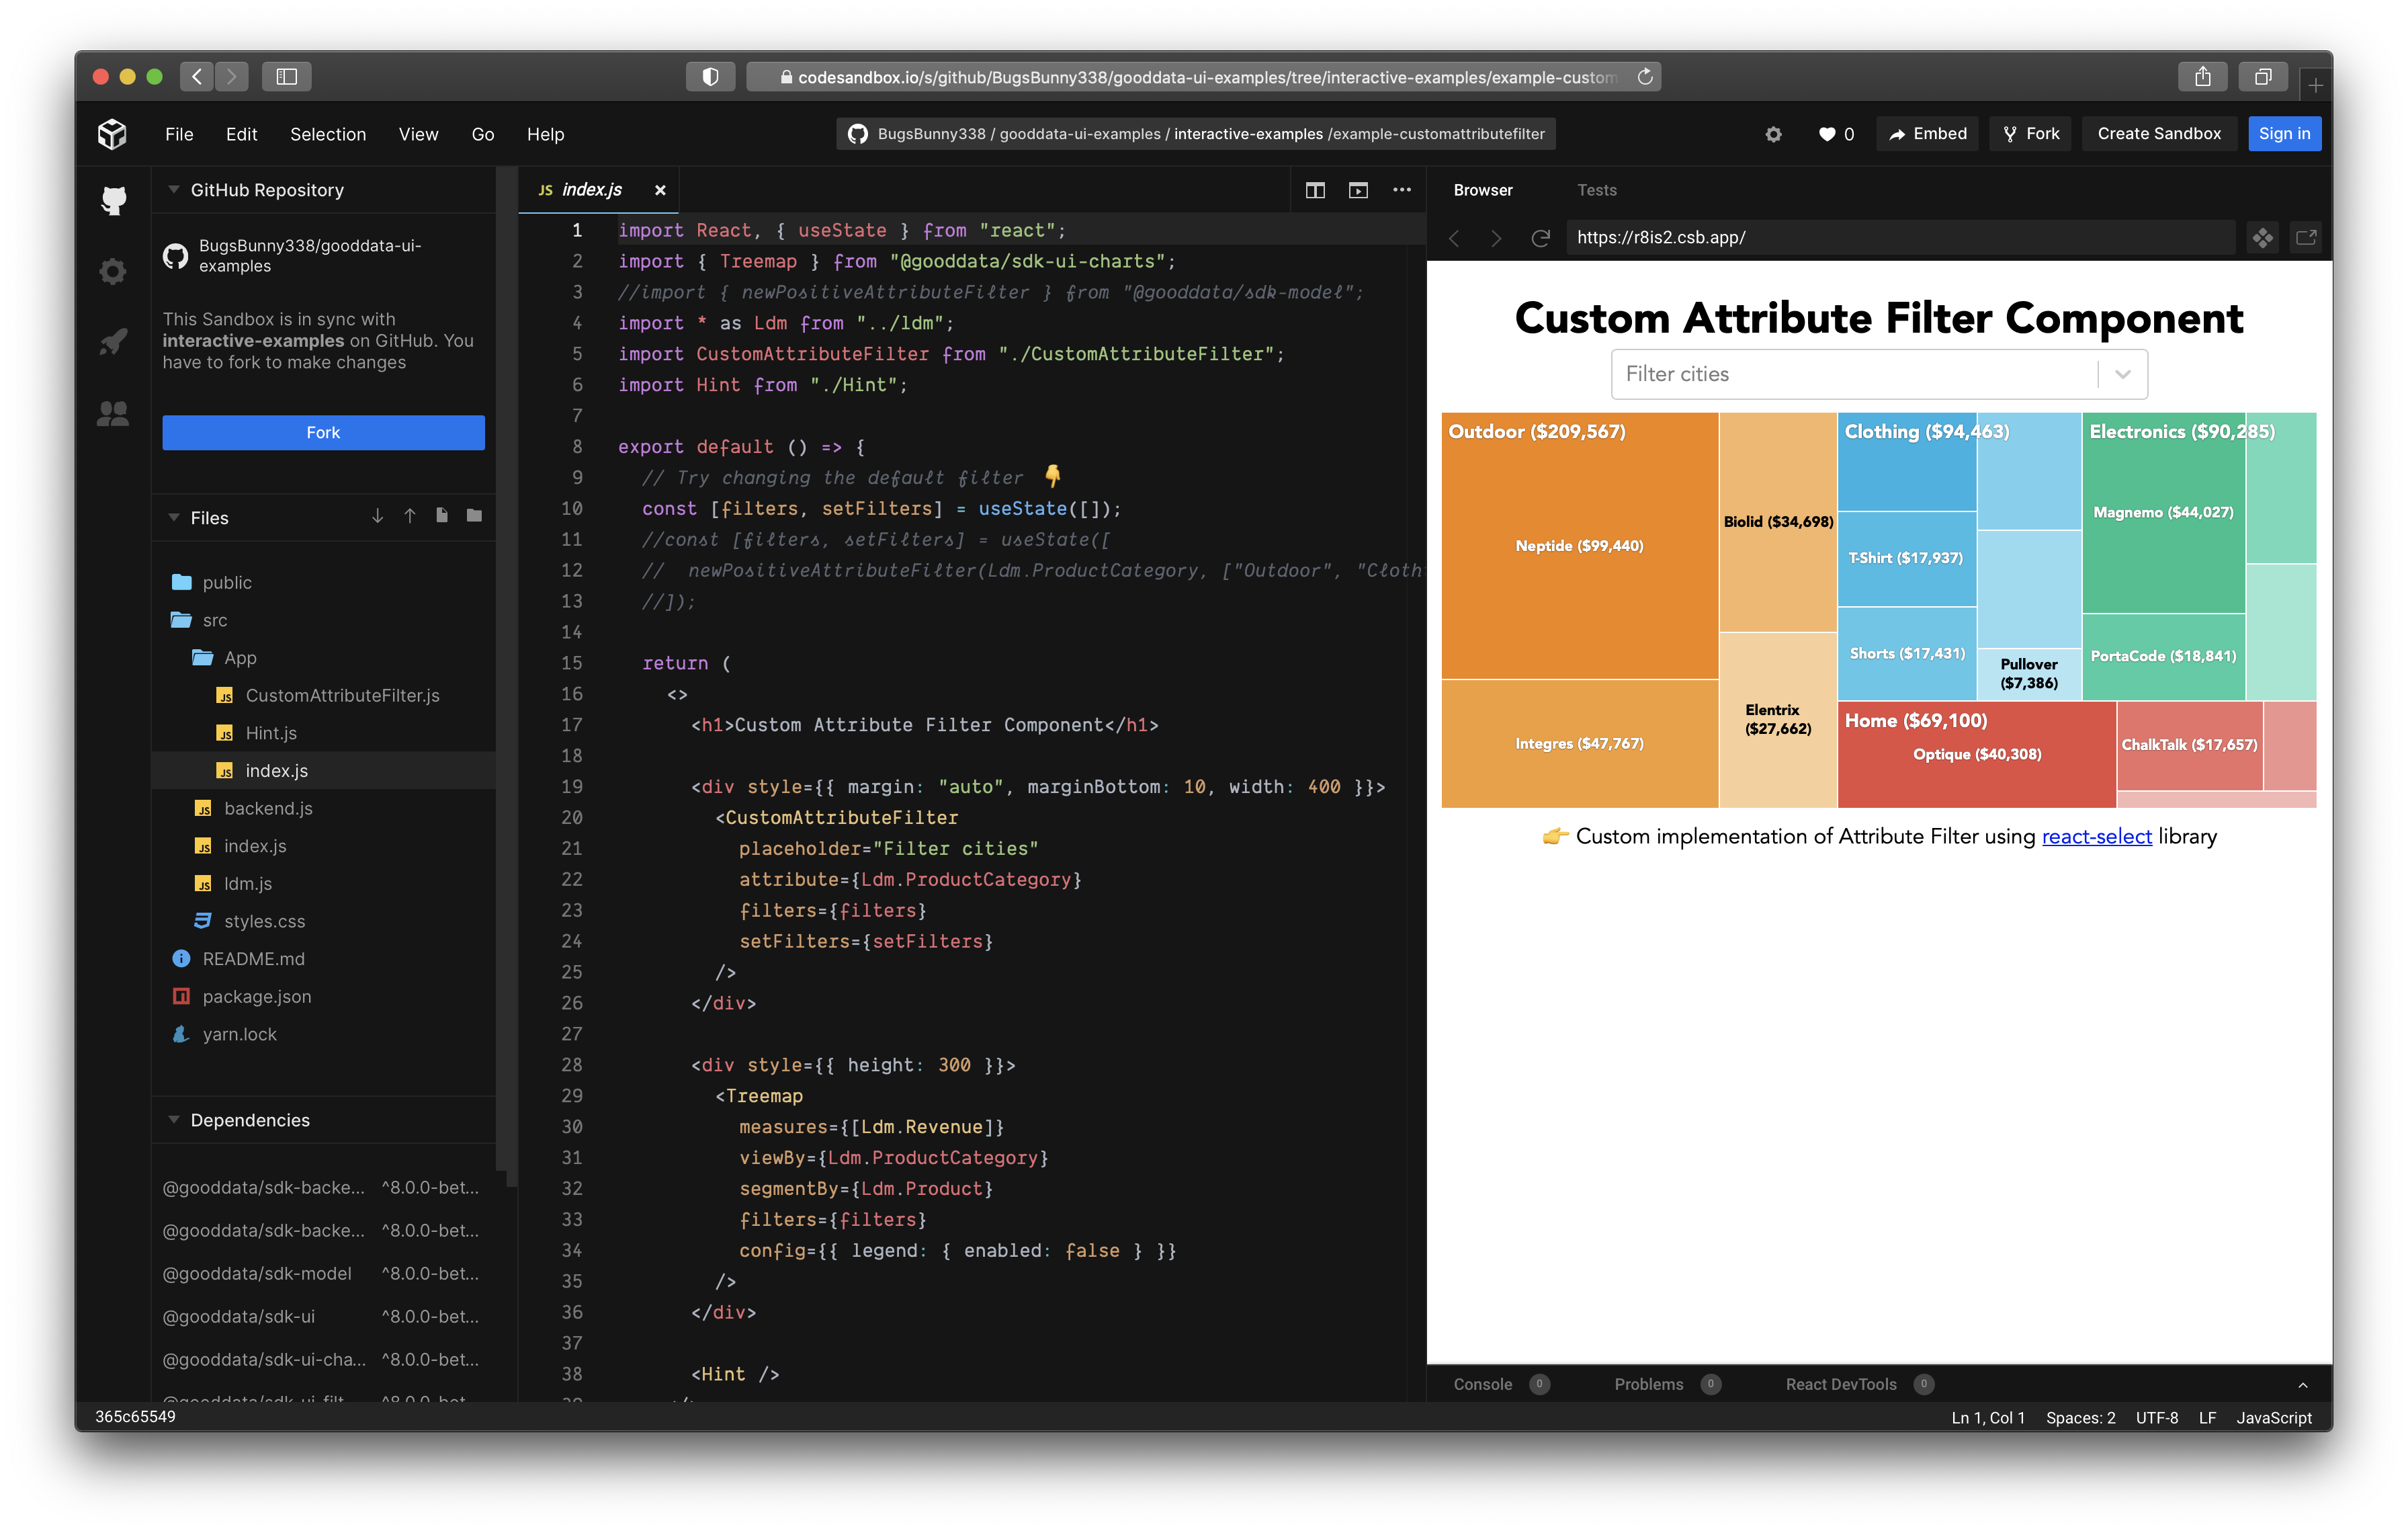 codesandbox.io/s/github/BugsBunny338/gooddata-ui-examples/tree/interactive-examples/example-custom
File Edit Selection View Go Help
BugsBunny338 / gooddata-ui-examples / interactive-examples /example-customattributefilter
0 Embed Fork Create Sandbox Sign in
GitHub Repository
BugsBunny338/gooddata-ui-
examples
This Sandbox is in sync with
interactive-examples on GitHub. You
have to fork to make changes
Fork
Files
public
src
App
JS CustomAttributeFilter.js
JS Hint.js
JS index.js
JS backend.js
JS index.js
JS ldm.js
styles.css
README.md
package.json
yarn.lock
Dependencies
@gooddata/sdk-backe... ^8.0.0-bet...
@gooddata/sdk-backe... ^8.0.0-bet...
@gooddata/sdk-model ^8.0.0-bet...
@gooddata/sdk-ui ^8.0.0-bet...
@gooddata/sdk-ui-cha... ^8.0.0-bet...
JS index.js ×
1 import React, { useState } from "react";
2 import { Treemap } from "@gooddata/sdk-ui-charts";
3 //import { newPositiveAttributeFilter } from "@gooddata/sdk-model";
4 import * as Ldm from "../ldm";
5 import CustomAttributeFilter from "./CustomAttributeFilter";
6 import Hint from "./Hint";
7
8 export default () => {
9 // Try changing the default filter 👇
10 const [filters, setFilters] = useState([]);
11 //const [filters, setFilters] = useState([
12 //  newPositiveAttributeFilter(Ldm.ProductCategory, ["Outdoor", "Cloth
13 //]);
14
15 return (
16 <>
17 <h1>Custom Attribute Filter Component</h1>
18
19 <div style={{ margin: "auto", marginBottom: 10, width: 400 }}>
20 <CustomAttributeFilter
21 placeholder="Filter cities"
22 attribute={Ldm.ProductCategory}
23 filters={filters}
24 setFilters={setFilters}
25 />
26 </div>
27
28 <div style={{ height: 300 }}>
29 <Treemap
30 measures={[Ldm.Revenue]}
31 viewBy={Ldm.ProductCategory}
32 segmentBy={Ldm.Product}
33 filters={filters}
34 config={{ legend: { enabled: false } }}
35 />
36 </div>
37
38 <Hint />
Browser Tests
https://r8is2.csb.app/
Custom Attribute Filter Component
Filter cities
Outdoor ($209,567)
Neptide ($99,440)
Integres ($47,767)
Biolid ($34,698)
Elentrix
($27,662)
Clothing ($94,463)
T-Shirt ($17,937)
Shorts ($17,431)
Pullover
($7,386)
Electronics ($90,285)
Magnemo ($44,027)
PortaCode ($18,841)
Home ($69,100)
Optique ($40,308)
ChalkTalk ($17,657)
👉 Custom implementation of Attribute Filter using react-select library
Console 0 Problems 0 React DevTools 0
365c65549
Ln 1, Col 1 Spaces: 2 UTF-8 LF JavaScript